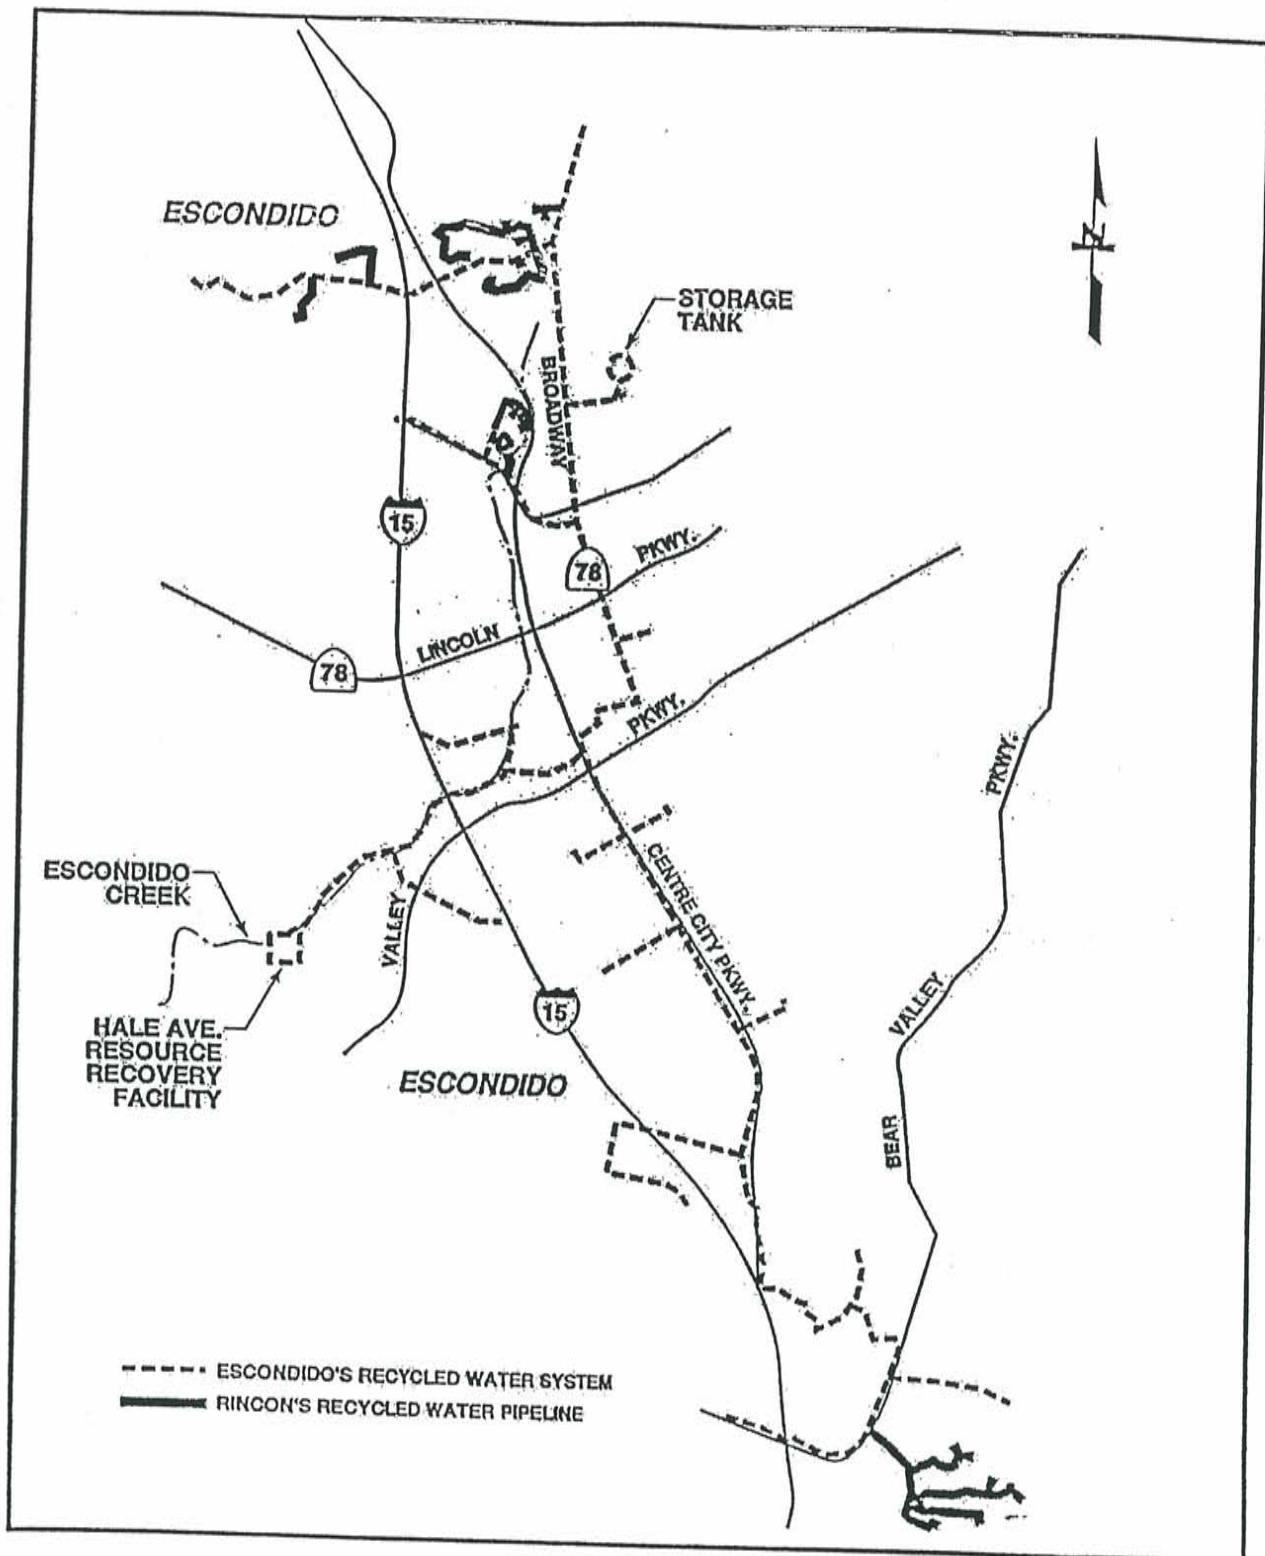 ESCONDIDO
STORAGE
TANK
BROADWAY
15
78
PKWY.
LINCOLN
78
PKWY.
PKWY.
ESCONDIDO
CREEK
VALLEY
CENTRE CITY PKWY.
VALLEY
15
HALE AVE.
RESOURCE
RECOVERY
FACILITY
ESCONDIDO
BEAR
ESCONDIDO'S RECYCLED WATER SYSTEM
RINCON'S RECYCLED WATER PIPELINE
N